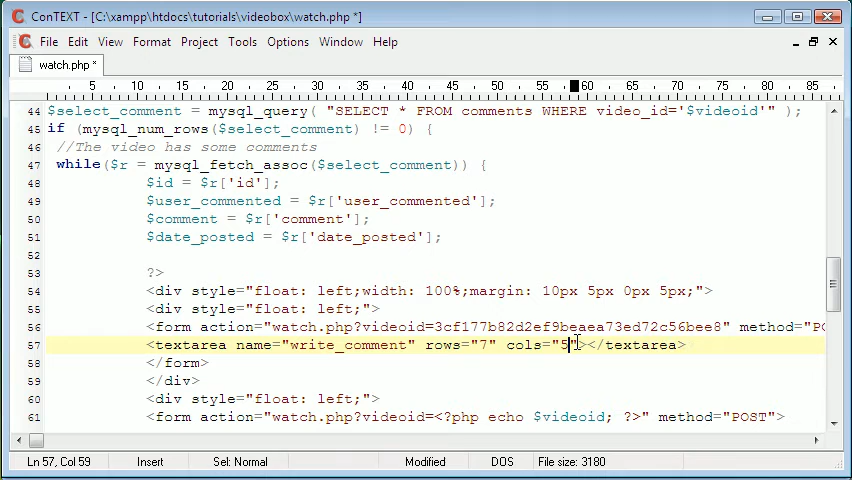 ConTEXT - [C:\xampp\htdocs\tutorials\videobox\watch.php *]
File Edit View Format Project Tools Options Window Help
watch.php *
5 10 15 20 25 30 35 40 45 50 55 60 65 70 75 80 85
44 $select_comment = mysql_query( "SELECT * FROM comments WHERE video_id='$videoid'" );
45 if (mysql_num_rows($select_comment) != 0) {
46 //The video has some comments
47 while($r = mysql_fetch_assoc($select_comment)) {
48 $id = $r['id'];
49 $user_commented = $r['user_commented'];
50 $comment = $r['comment'];
51 $date_posted = $r['date_posted'];
52
53 ?>
54 <div style="float: left;width: 100%;margin: 10px 5px 0px 5px;">
55 <div style="float: left;">
56 <form action="watch.php?videoid=3cf177b82d2ef9beaea73ed72c56bee8" method="PO
57 <textarea name="write_comment" rows="7" cols="5"></textarea>
58 </form>
59 </div>
60 <div style="float: left;">
61 <form action="watch.php?videoid=<?php echo $videoid; ?>" method="POST">
Ln 57, Col 59 Insert Sel: Normal Modified DOS File size: 3180